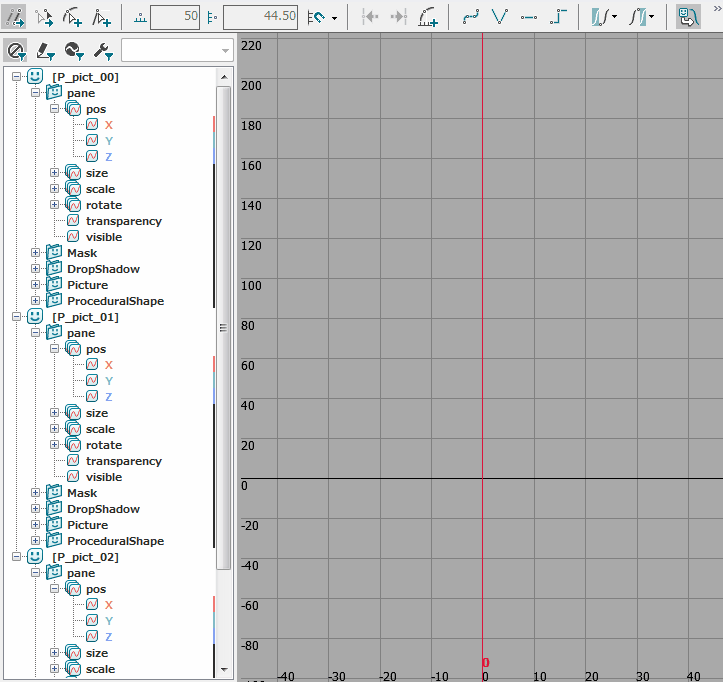 50
44.50
»
[P_pict_00]
pane
pos
X
Y
Z
size
scale
rotate
transparency
visible
Mask
DropShadow
Picture
ProceduralShape
[P_pict_01]
pane
pos
X
Y
Z
size
scale
rotate
transparency
visible
Mask
DropShadow
Picture
ProceduralShape
[P_pict_02]
pane
pos
X
Y
Z
size
scale
220
200
180
160
140
120
100
80
60
40
20
0
-20
-40
-60
-80
0
-40 -30 -20 -10 0 10 20 30 40